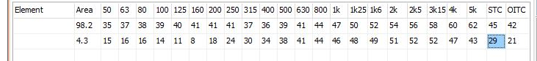 Element Area 50 63 80 100 125 160 200 250 315 400 500 630 800 1k 1k25 1k6 2k 2k5 3k15 4k 5k STC OITC
98.2 35 37 38 39 40 41 41 41 37 36 39 41 44 47 50 52 54 56 58 60 62 45 42
4.3 15 16 16 14 11 8 18 24 30 34 38 41 44 46 48 49 51 52 52 47 43 29 21